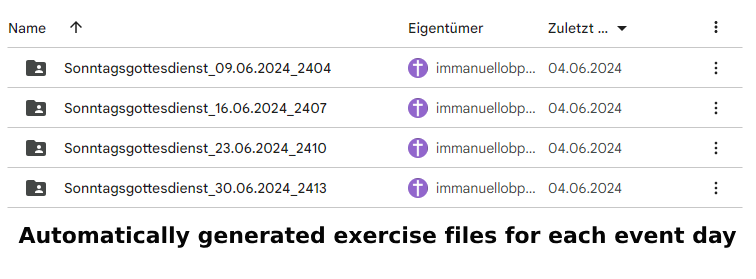 Name Eigentümer Zuletzt ...
Sonntagsgottesdienst_09.06.2024_2404 immanuellobp... 04.06.2024
Sonntagsgottesdienst_16.06.2024_2407 immanuellobp... 04.06.2024
Sonntagsgottesdienst_23.06.2024_2410 immanuellobp... 04.06.2024
Sonntagsgottesdienst_30.06.2024_2413 immanuellobp... 04.06.2024
Automatically generated exercise files for each event day